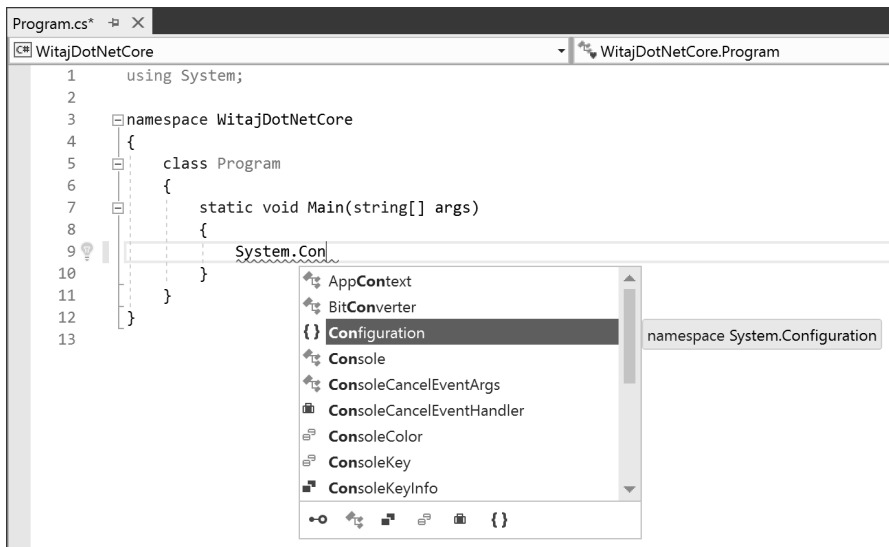 Program.cs*
C# WitajDotNetCore WitajDotNetCore.Program
1 using System;
2
3 namespace WitajDotNetCore
4 {
5 class Program
6 {
7 static void Main(string[] args)
8 {
9 System.Con
10 }
11 }
12 }
13
AppContext
BitConverter
{} Configuration namespace System.Configuration
Console
ConsoleCancelEventArgs
ConsoleCancelEventHandler
ConsoleColor
ConsoleKey
ConsoleKeyInfo
{}